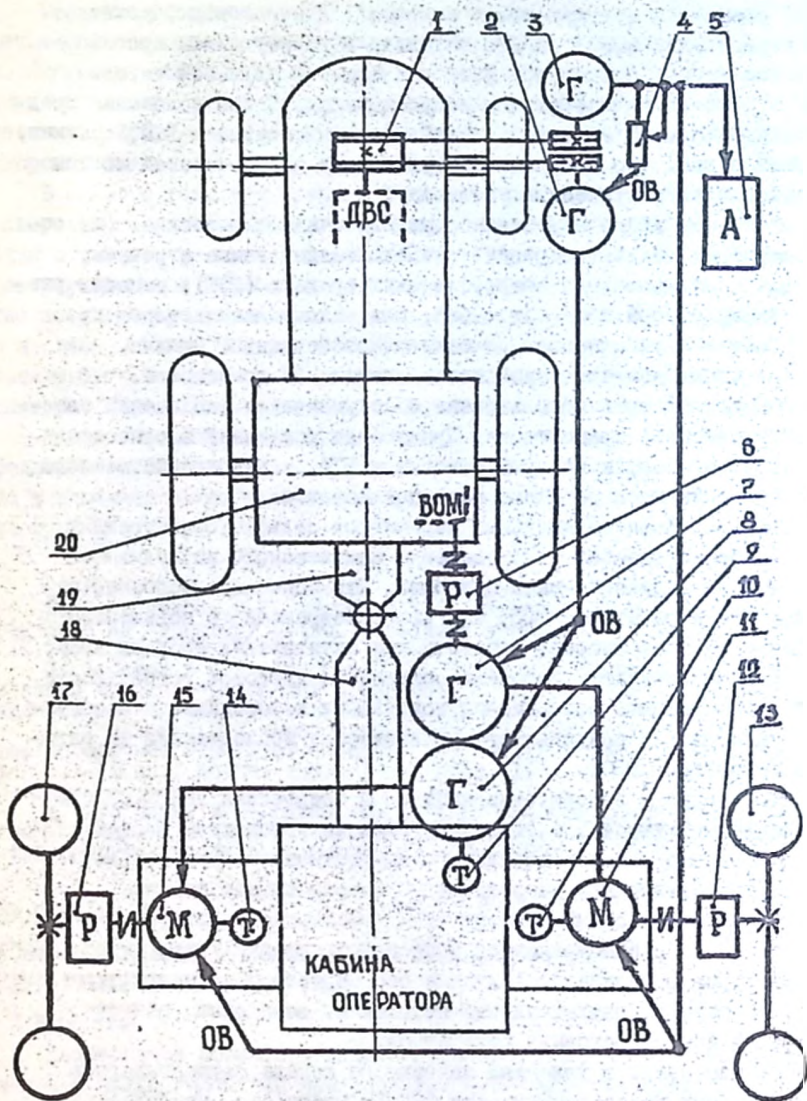 1 2 3 4 5
Г
ДВС
Г
ОВ
А
6
7
8
9
10
11
12
13
ВОМ
20
Р
19
18
ОВ
Г
17 16 15 14
Г
Т
Р
М
Т
Т
М
Р
КАБИНА
ОПЕРАТОРА
ОВ
ОВ